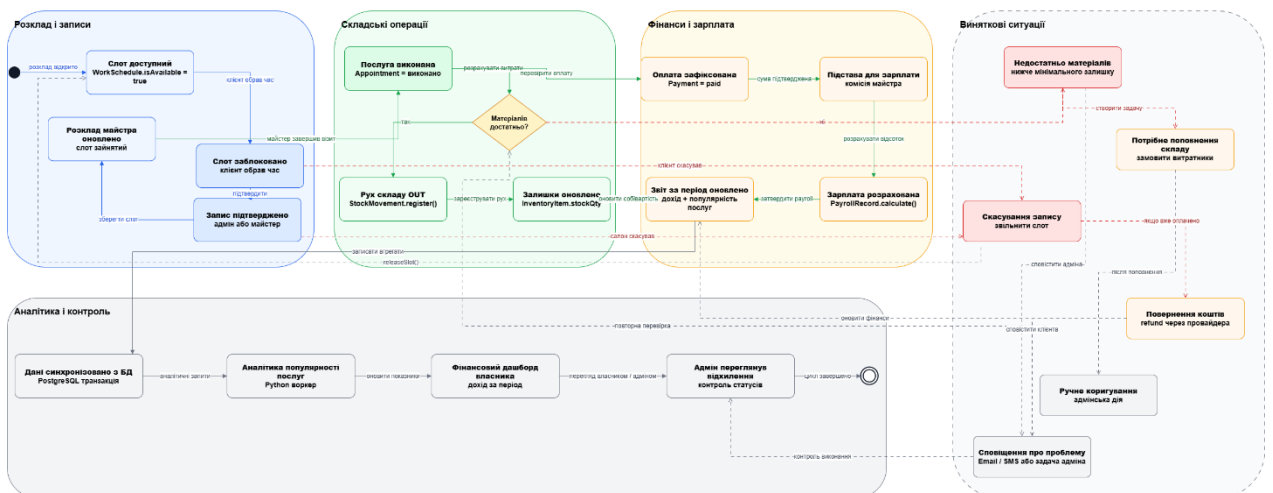 Розклад і записи
Слот доступний
WorkSchedule.isAvailable =
true
розклад відкрито
клієнт обрав час
Розклад майстра
оновлено
слот зайнятий
Слот заблоковано
клієнт обрав час
підтвердити
Запис підтверджено
адмін або майстер
зберегти слот
майстер завершив візит
Складські операції
Послуга виконана
Appointment = виконано
розрахувати витрати
перевірити оплату
Матеріалів
достатньо?
так
ні
Рух складу OUT
StockMovement.register()
зареєструвати рух
Залишки оновлено
InventoryItem.stockQty
оновити собівартість
Фінанси і зарплата
Оплата зафіксована
Payment = paid
сума підтверджена
Підстава для зарплати
комісія майстра
розрахувати відсоток
Звіт за період оновлено
дохід + популярність
послуг
затвердити payroll
Зарплата розрахована
PayrollRecord.calculate()
Виняткові ситуації
Недостатньо матеріалів
нижче мінімального залишку
створити задачу
Потрібне поповнення
складу
замовити витратники
клієнт скасував
Скасування запису
звільнити слот
якщо вже оплачено
салон скасував
releaseSlot()
записати агрегати
сповістити адміна
після поповнення
Повернення коштів
refund через провайдера
оновити фінанси
повторна перевірка
сповістити клієнта
Ручне коригування
адмінська дія
Сповіщення про проблему
Email / SMS або задача адміна
контроль виконання
Аналітика і контроль
Дані синхронізовано з БД
PostgreSQL транзакція
аналітичні запити
Аналітика популярності
послуг
Python воркер
оновити показники
Фінансовий дашборд
власника
дохід за період
перегляд власником / адміном
Адмін переглянув
відхилення
контроль статусів
цикл завершено